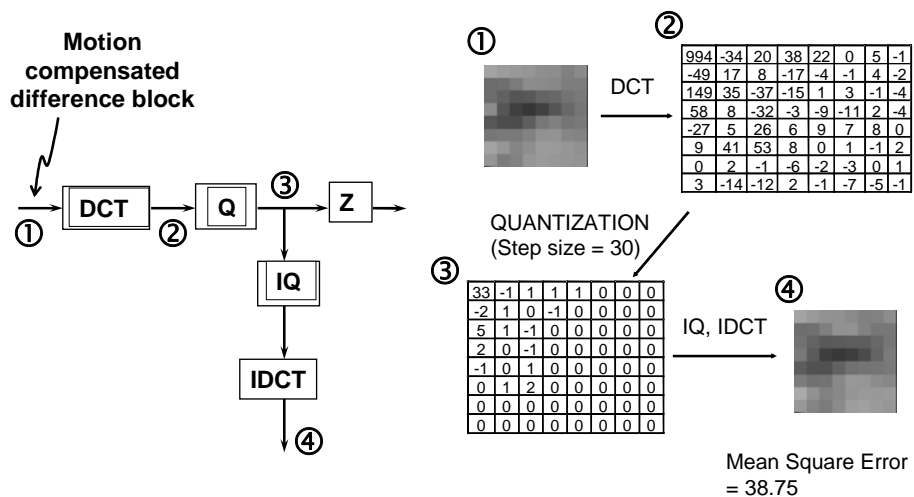 Motion
compensated
difference block
①
DCT
②
Q
③
Z
IQ
IDCT
④
①
DCT
②
994 -34 20 38 22 0 5 -1
-49 17 8 -17 -4 -1 4 -2
149 35 -37 -15 1 3 -1 -4
58 8 -32 -3 -9 -11 2 -4
-27 5 26 6 9 7 8 0
9 41 53 8 0 1 -1 2
0 2 -1 -6 -2 -3 0 1
3 -14 -12 2 -1 -7 -5 -1
QUANTIZATION
(Step size = 30)
③
33 -1 1 1 1 0 0 0
-2 1 0 -1 0 0 0 0
5 1 -1 0 0 0 0 0
2 0 -1 0 0 0 0 0
-1 0 1 0 0 0 0 0
0 1 2 0 0 0 0 0
0 0 0 0 0 0 0 0
0 0 0 0 0 0 0 0
IQ, IDCT
④
Mean Square Error
= 38.75